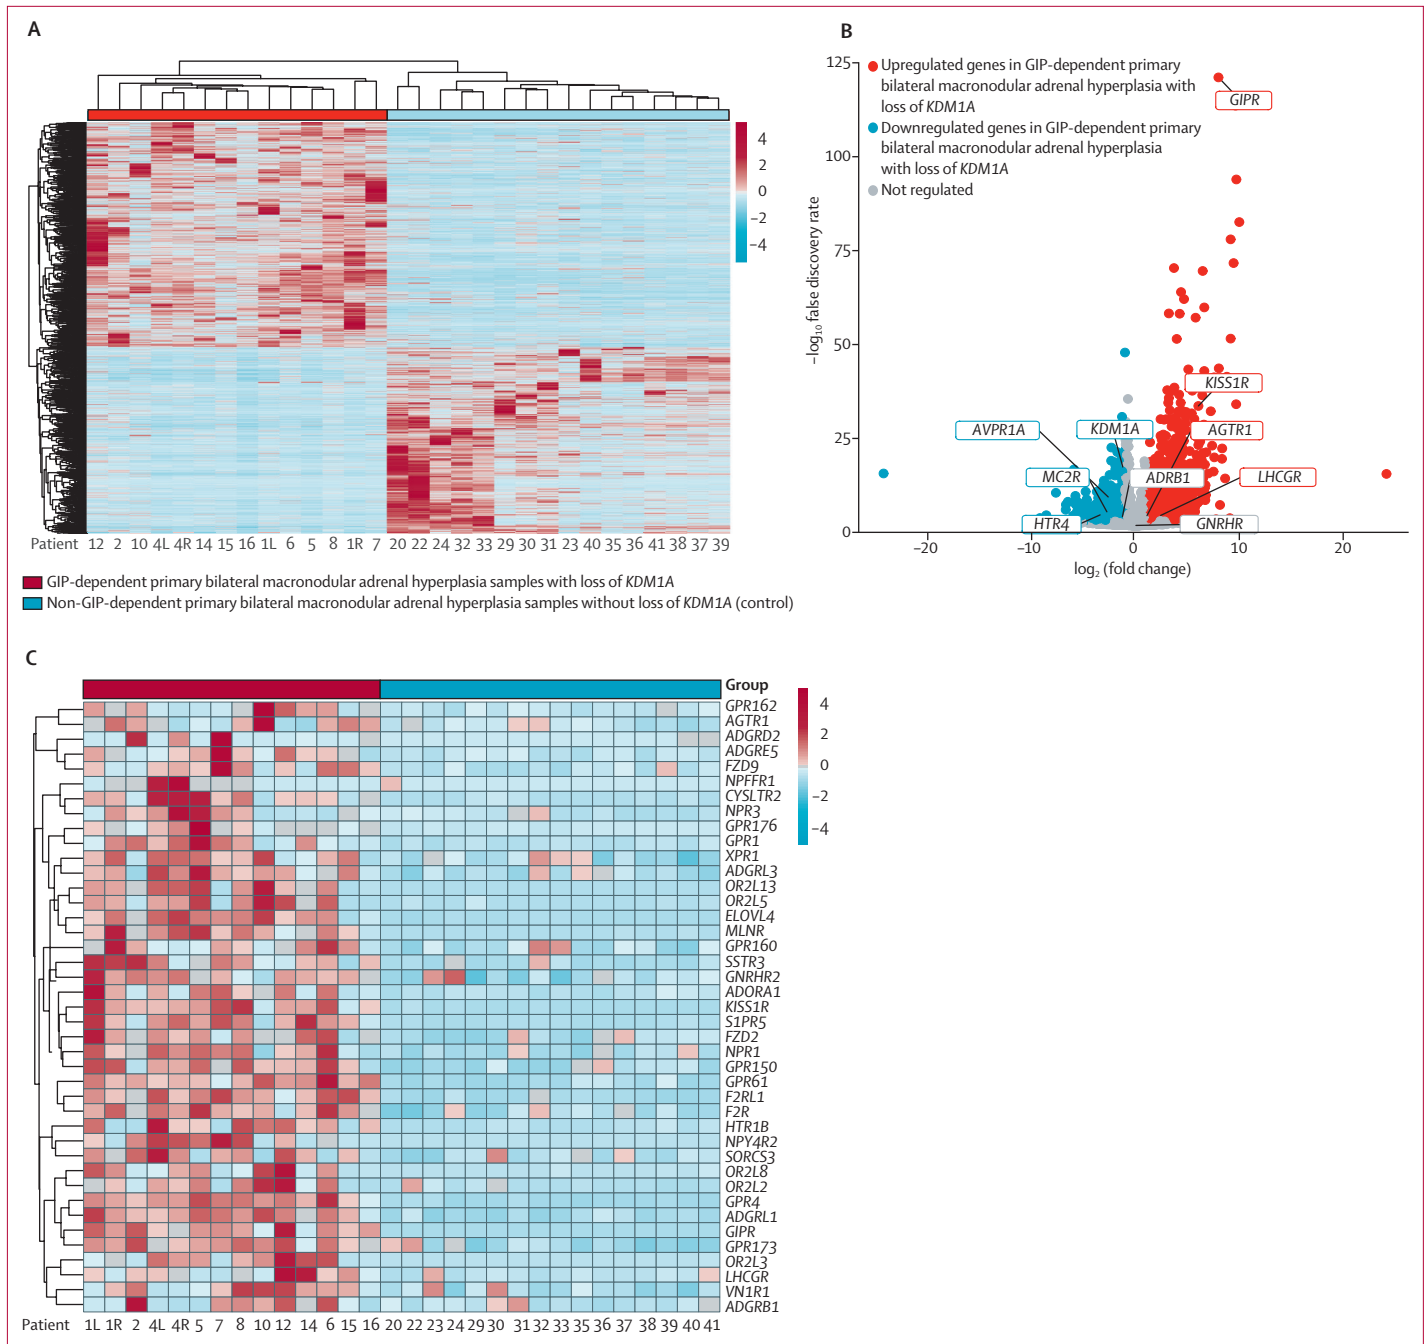 A
4
2
0
−2
−4
Patient 12 2 10 4L 4R 14 15 16 1L 6 5 8 1R 7 20 22 24 32 33 29 30 31 23 40 35 36 41 38 37 39
GIP-dependent primary bilateral macronodular adrenal hyperplasia samples with loss of KDM1A
Non-GIP-dependent primary bilateral macronodular adrenal hyperplasia samples without loss of KDM1A (control)
B
Upregulated genes in GIP-dependent primary
bilateral macronodular adrenal hyperplasia with
loss of KDM1A
Downregulated genes in GIP-dependent primary
bilateral macronodular adrenal hyperplasia
with loss of KDM1A
Not regulated
−log10 false discovery rate
125
100
75
50
25
0
GIPR
KISS1R
AVPR1A
KDM1A
AGTR1
MC2R
ADRB1
LHCGR
HTR4
GNRHR
−20 −10 0 10 20
log2 (fold change)
C
Group
GPR162
AGTR1
ADGRD2
ADGRE5
FZD9
NPFFR1
CYSLTR2
NPR3
GPR176
GPR1
XPR1
ADGRL3
OR2L13
OR2L5
ELOVL4
MLNR
GPR160
SSTR3
GNRHR2
ADORA1
KISS1R
S1PR5
FZD2
NPR1
GPR150
GPR61
F2RL1
F2R
HTR1B
NPY4R2
SORCS3
OR2L8
OR2L2
GPR4
ADGRL1
GIPR
GPR173
OR2L3
LHCGR
VN1R1
ADGRB1
4
2
0
−2
−4
Patient 1L 1R 2 4L 4R 5 7 8 10 12 14 6 15 16 20 22 23 24 29 30 31 32 33 35 36 37 38 39 40 41